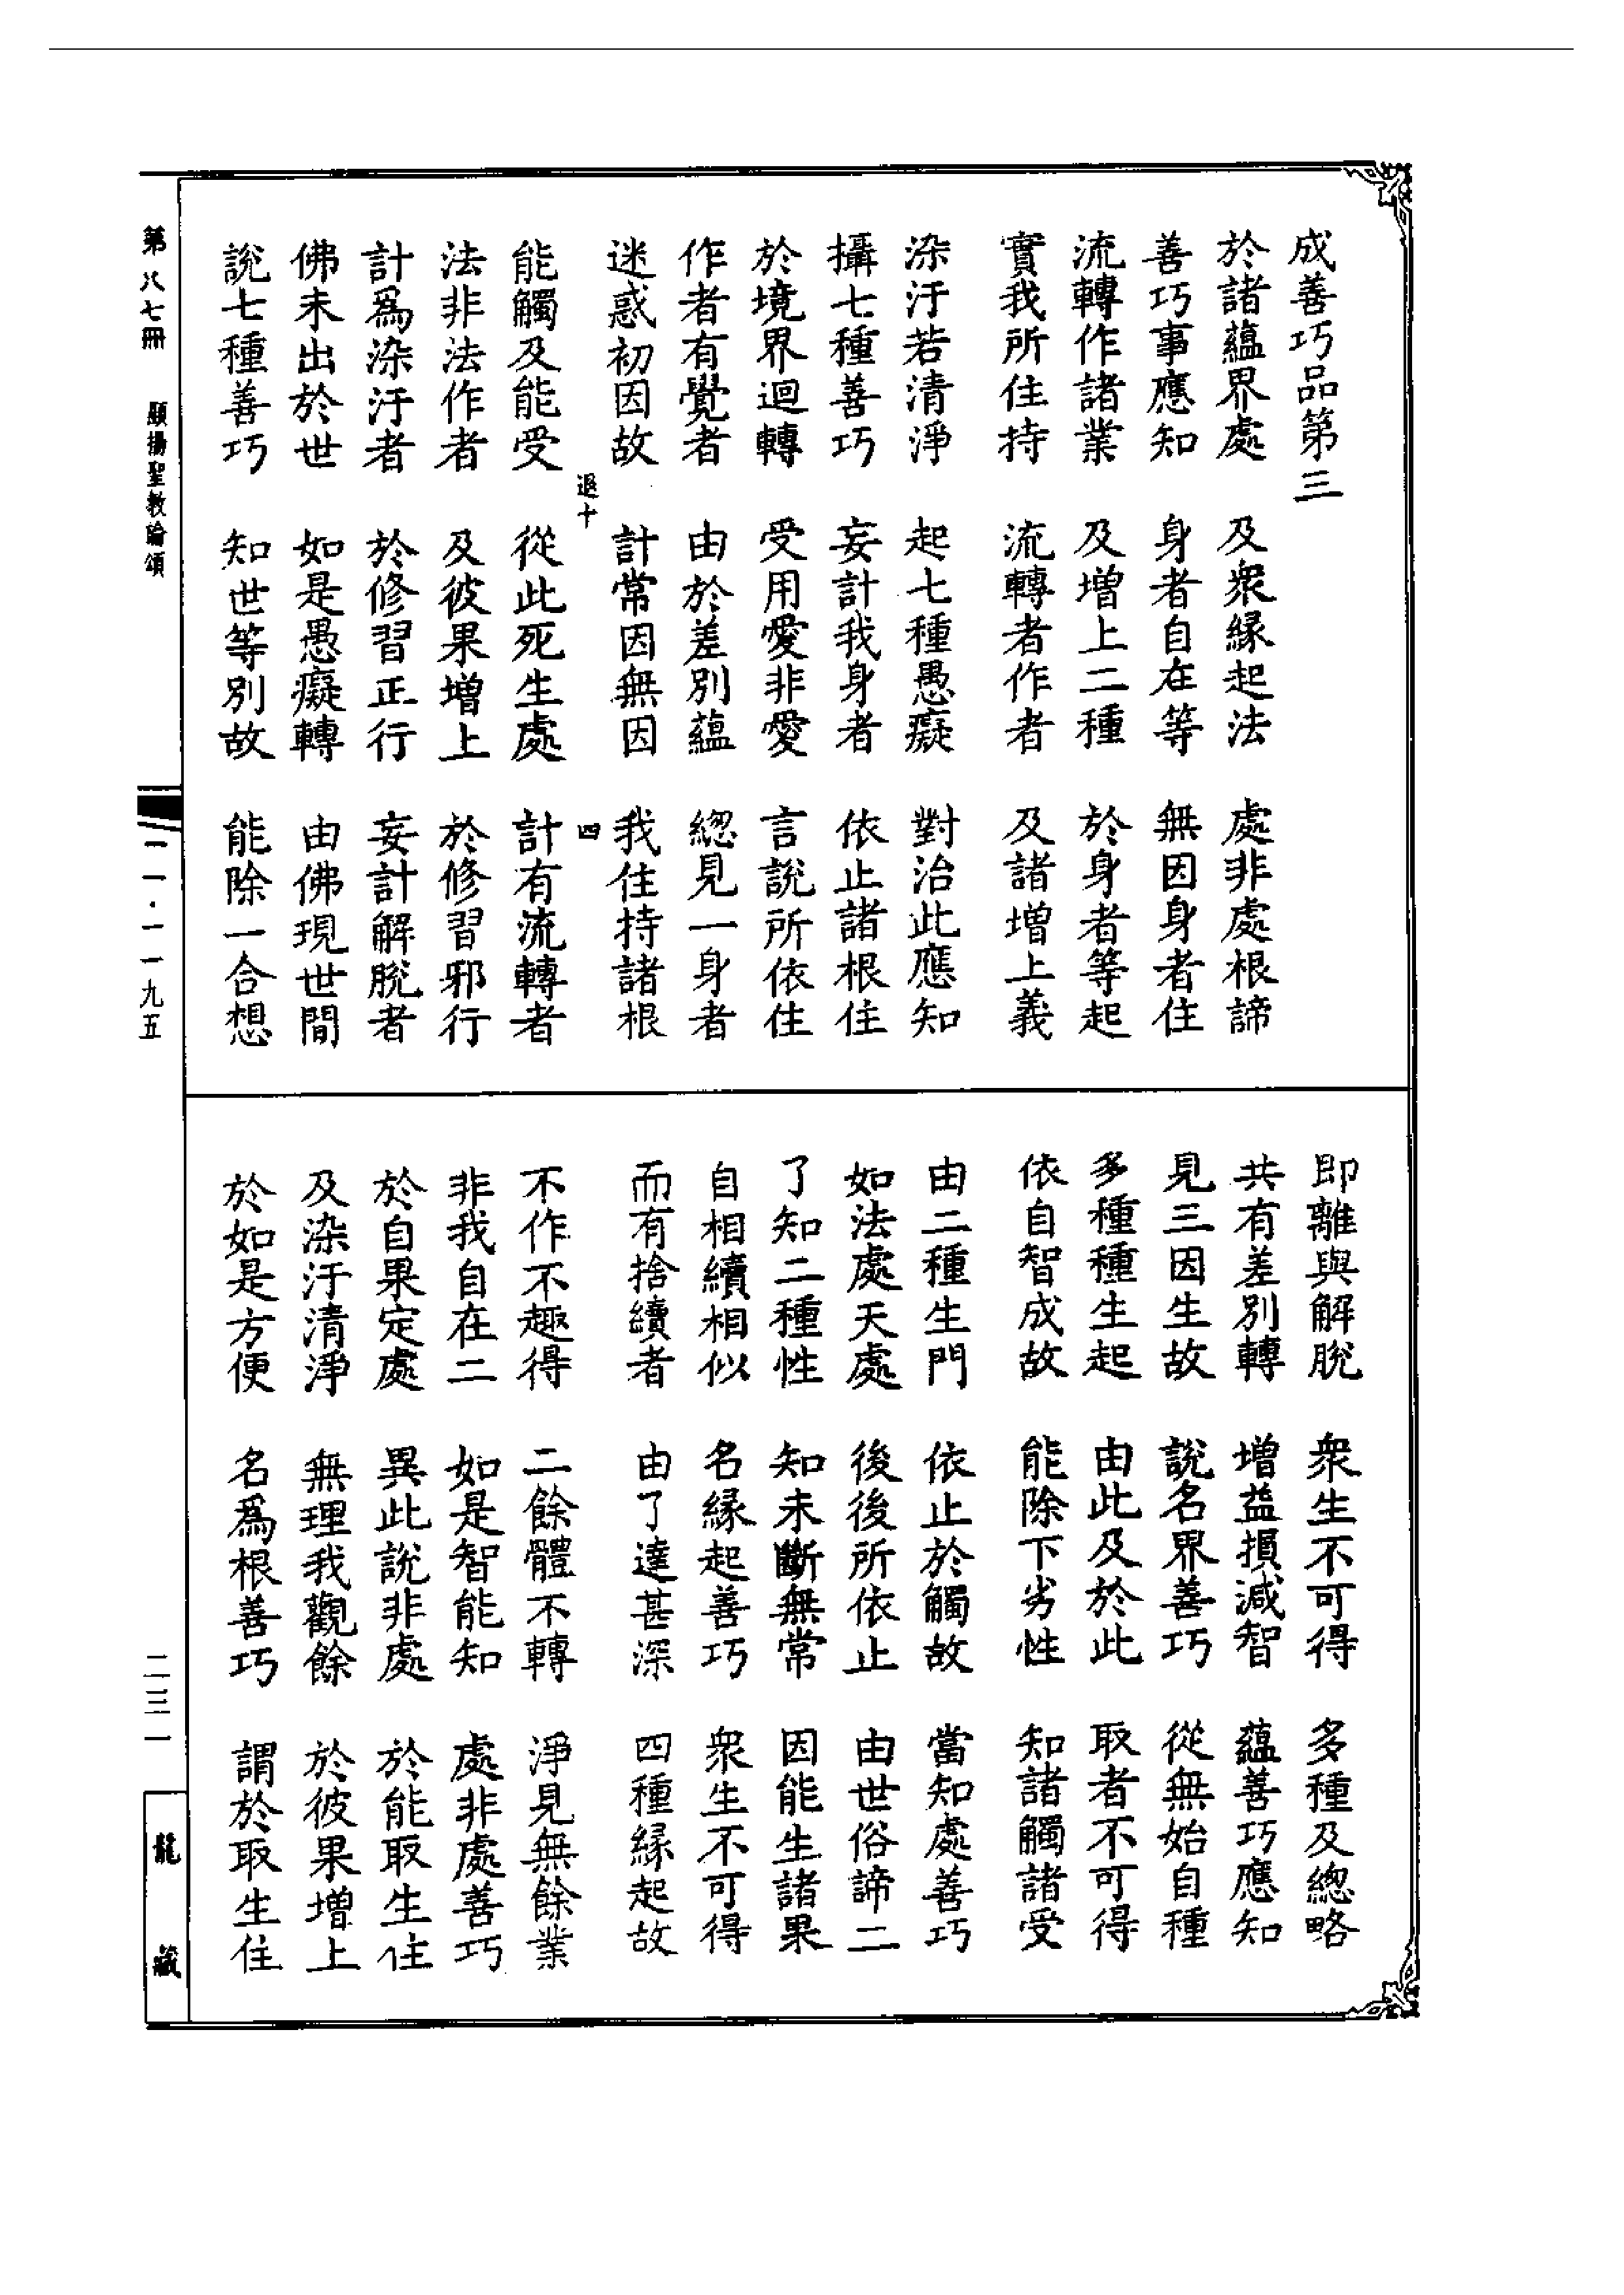 成善巧品第三
於諸蘊界處　及衆縁起法　處非處根諦
善巧事應知　身者自在等　無因身者住
流轉作諸業　及增上二種　於身者等起
實我所住持　流轉者作者　及諸增上義
染汙若清淨　起七種愚癡　對治此應知
攝七種善巧　妄計我身者　依止諸根住
於境界迴轉　受用愛非愛　言說所依住
作者有覺者　由於差別蘊　緫見一身者
迷惑初因故　計常因無因　我住持諸根
退十　四
能觸及能受　從此死生處　計有流轉者
法非法作者　及彼果增上　於修習邪行
計爲染汙者　於修習正行　妄計解脫者
佛未出於世　如是愚癡轉　由佛現世間
說七種善巧　知世等別故　能除一合想
即離與解脫　衆生不可得　多種及緫略
共有差別轉　增益損減智　蘊善巧應知
見三因生故　說名界善巧　從無始自種
多種種生起　由此及於此　取者不可得
依自智成故　能除下劣性　知諸觸諸受
由二種生門　依止於觸故　當知處善巧
如法處天處　後後所依止　由世俗諦二
了知二種性　知未斷無常　因能生諸果
自相續相似　名緣起善巧　衆生不可得
而有捨續者　由了達甚深　四種緣起故
不作不趣得　二餘體不轉　淨見無餘業
非我自在二　如是智能知　處非處善巧
於自果定處　異此說非處　於能取生住
及染汙清淨　無理我觀餘　於彼果增上
於如是方便　名爲根善巧　謂於取生住
第八七冊　顯揚聖教論頌
一一·一一九五
二三一
龍藏